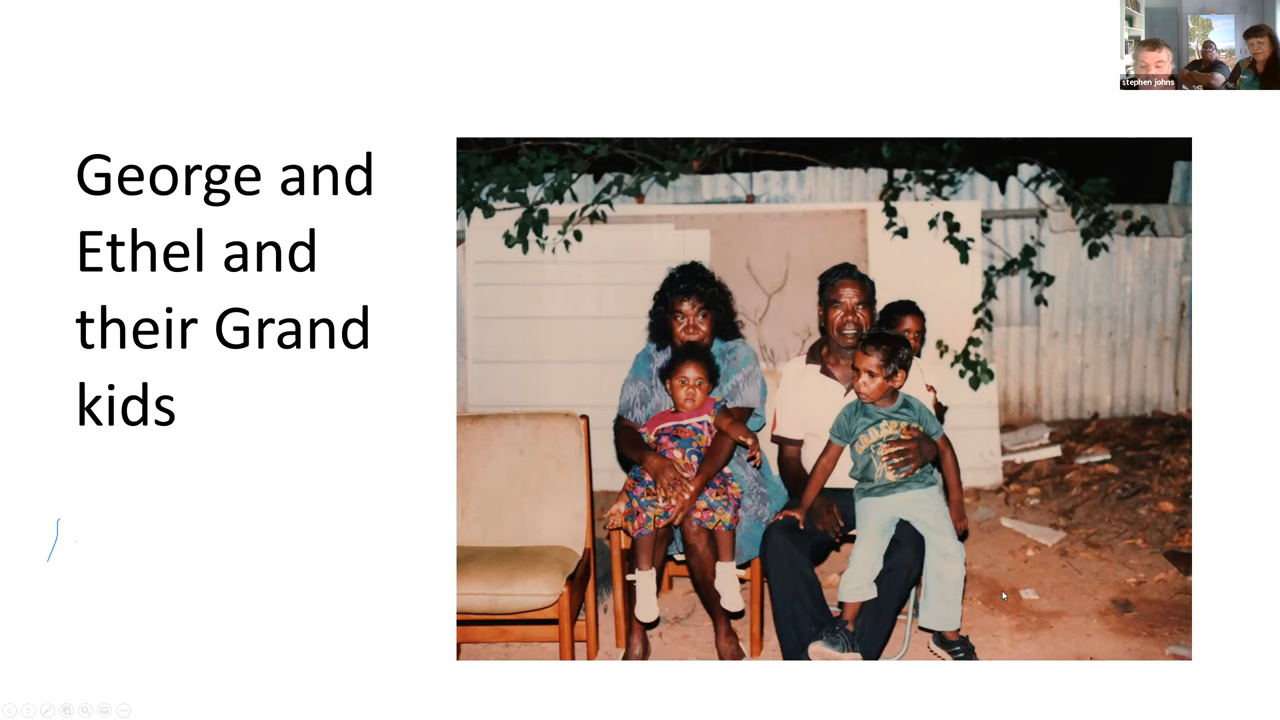 George and
Ethel and
their Grand
kids
stephen johns